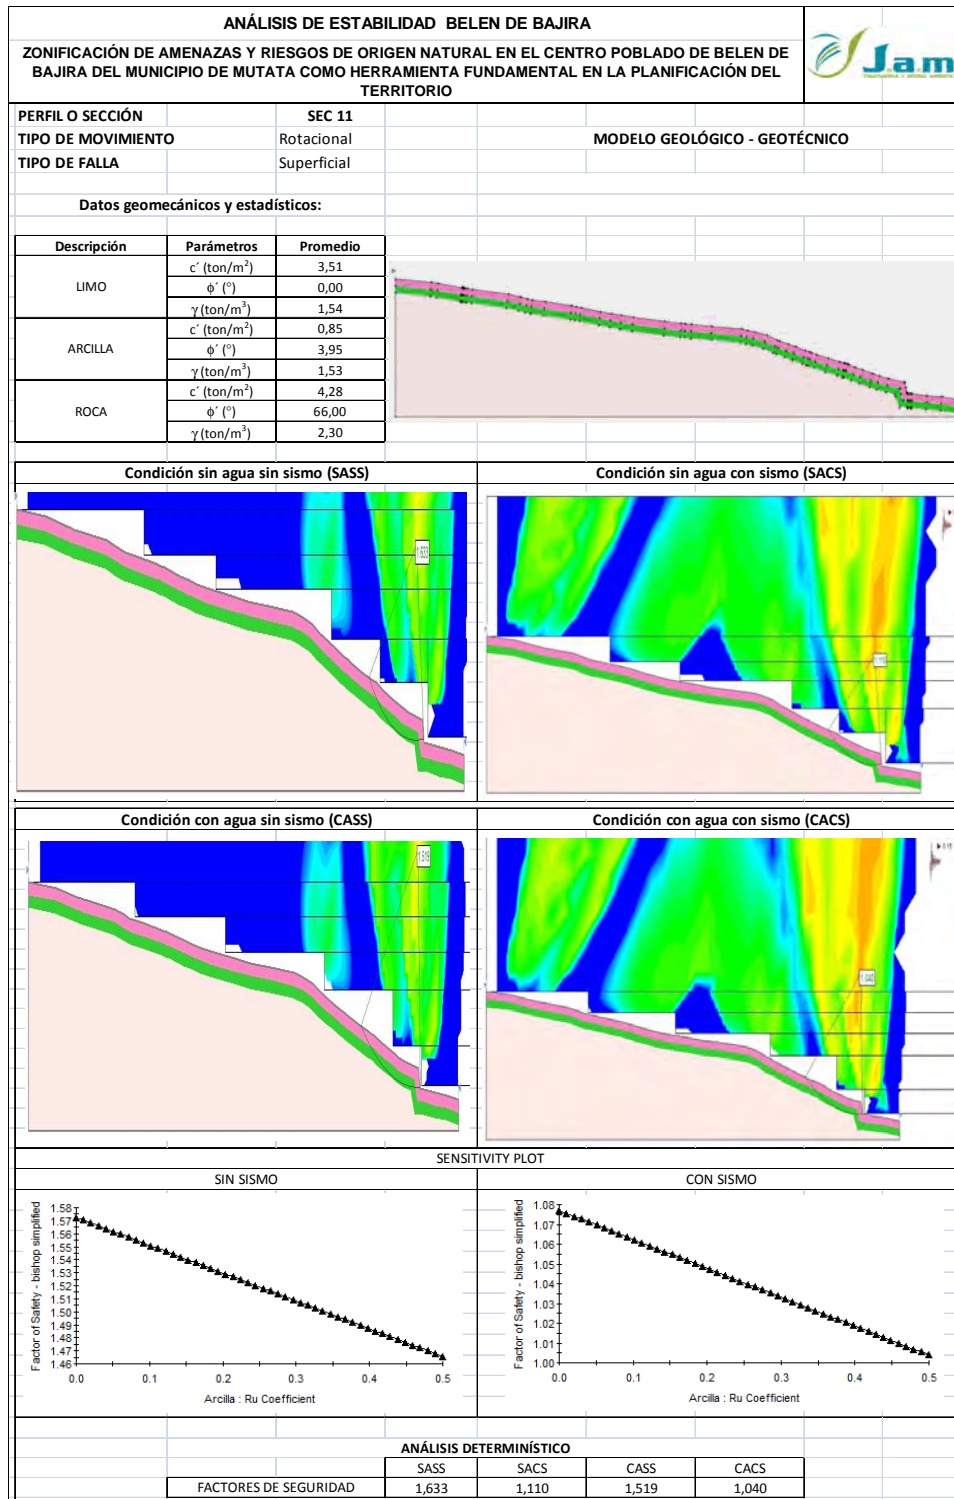 ANÁLISIS DE ESTABILIDAD BELEN DE BAJIRA
ZONIFICACIÓN DE AMENAZAS Y RIESGOS DE ORIGEN NATURAL EN EL CENTRO POBLADO DE BELEN DE
BAJIRA DEL MUNICIPIO DE MUTATA COMO HERRAMIENTA FUNDAMENTAL EN LA PLANIFICACIÓN DEL
TERRITORIO
J.a.m
PERFIL O SECCIÓN SEC 11
TIPO DE MOVIMIENTO Rotacional MODELO GEOLÓGICO - GEOTÉCNICO
TIPO DE FALLA Superficial
Datos geomecánicos y estadísticos:
Descripción Parámetros Promedio
LIMO
c´ (ton/m²) 3,51
ϕ´ (°) 0,00
γ (ton/m³) 1,54
ARCILLA
c´ (ton/m²) 0,85
ϕ´ (°) 3,95
γ (ton/m³) 1,53
ROCA
c´ (ton/m²) 4,28
ϕ´ (°) 66,00
γ (ton/m³) 2,30
Condición sin agua sin sismo (SASS) Condición sin agua con sismo (SACS)
1.633
1.110
Condición con agua sin sismo (CASS) Condición con agua con sismo (CACS)
1.519
1.040
SENSITIVITY PLOT
SIN SISMO CON SISMO
Factor of Safety - bishop simplified
1.58
1.57
1.56
1.55
1.54
1.53
1.52
1.51
1.50
1.49
1.48
1.47
1.46
0.0 0.1 0.2 0.3 0.4 0.5
Arcilla : Ru Coefficient
Factor of Safety - bishop simplified
1.08
1.07
1.06
1.05
1.04
1.03
1.02
1.01
1.00
0.0 0.1 0.2 0.3 0.4 0.5
Arcilla : Ru Coefficient
ANÁLISIS DETERMINÍSTICO
SASS SACS CASS CACS
FACTORES DE SEGURIDAD 1,633 1,110 1,519 1,040